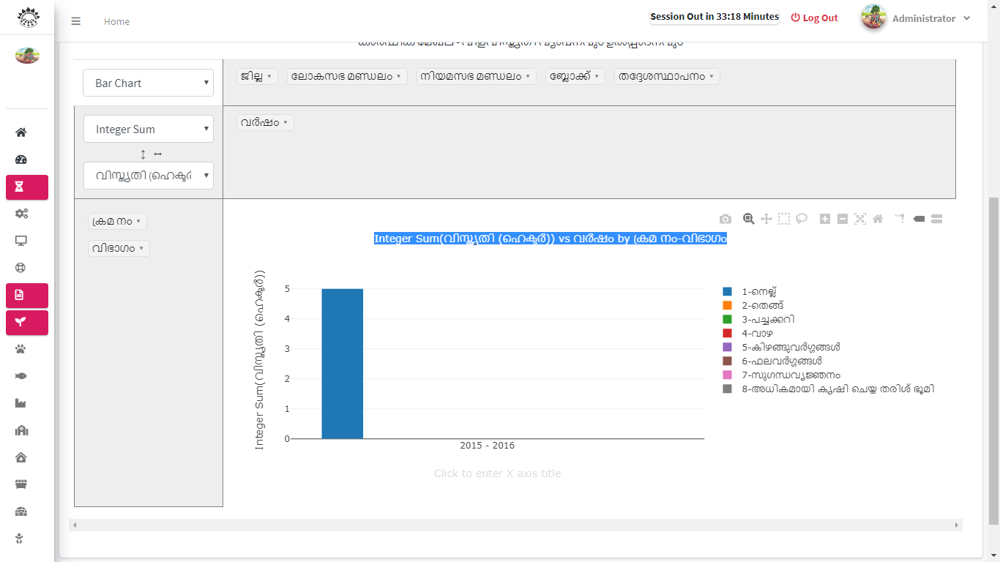 Session Out in 33:18 Minutes
Log Out
Administrator
Home
Bar Chart
ജില്ല
ലോകസഭ മണ്ഡലം
നിയമസഭ മണ്ഡലം
ബ്ലോക്ക്
തദ്ദേശസ്ഥാപനം
Integer Sum
വർഷം
വിസ്തൃതി (ഹെക്ടർ
ക്രമ നം
വിഭാഗം
Integer Sum(വിസ്തൃതി (ഹെക്ടർ)) vs വർഷം by ക്രമ നം-വിഭാഗം
Integer Sum(വിസ്തൃതി (ഹെക്ടർ))
5
4
3
2
1
0
2015 - 2016
Click to enter X axis title
1-നെല്ല്
2-തെങ്ങ്
3-പച്ചക്കറി
4-വാഴ
5-കിഴങ്ങുവർഗ്ഗങ്ങൾ
6-ഫലവർഗ്ഗങ്ങൾ
7-സുഗന്ധവ്യജ്ഞനം
8-അധികമായി കൃഷി ചെയ്ത തരിശ് ഭൂമി